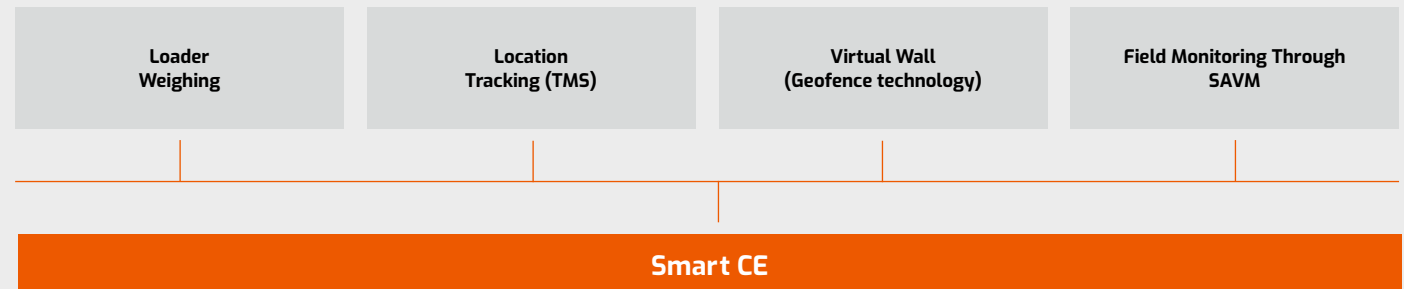 Loader
Weighing
Location
Tracking (TMS)
Virtual Wall
(Geofence technology)
Field Monitoring Through
SAVM
Smart CE